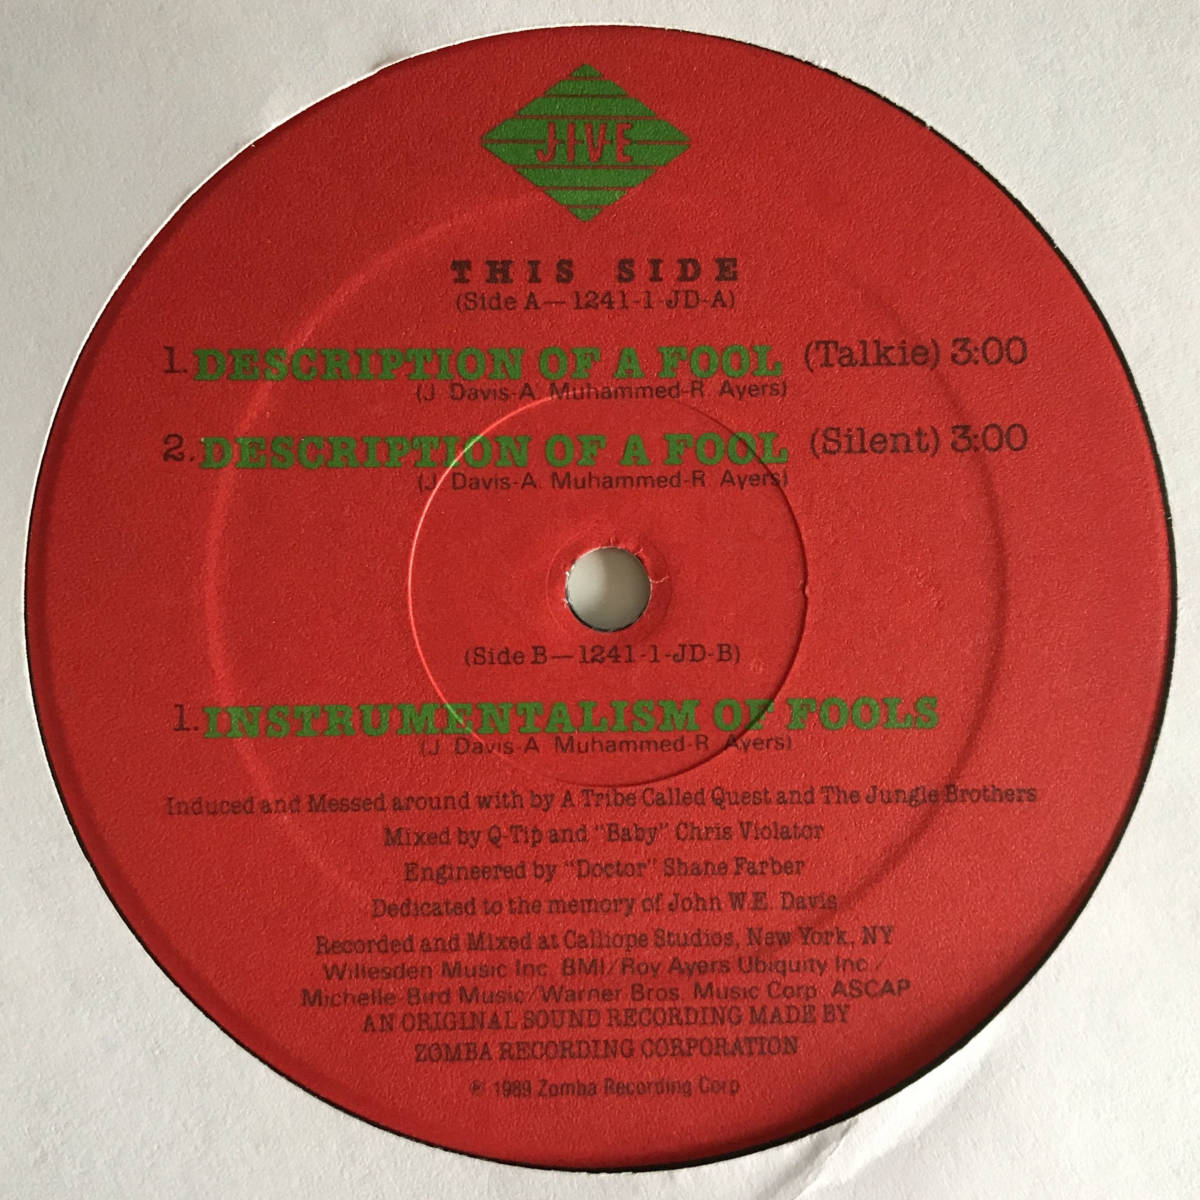 JIVE
THIS SIDE
(Side A—1241-1-JD-A)
1. DESCRIPTION OF A FOOL (Talkie) 3:00
(J. Davis-A. Muhammed-R. Ayers)
2. DESCRIPTION OF A FOOL (Silent) 3:00
(J. Davis-A. Muhammed-R. Ayers)
(Side B—1241-1-JD-B)
1. INSTRUMENTALISM OF FOOLS
(J. Davis-A. Muhammed-R. Ayers)
Induced and Messed around with by A Tribe Called Quest and The Jungle Brothers
Mixed by Q-Tip and "Baby" Chris Violator
Engineered by "Doctor" Shane Farber
Dedicated to the memory of John W.E. Davis
Recorded and Mixed at Calliope Studios, New York, NY
Willesden Music Inc. BMI/Roy Ayers Ubiquity Inc./
Michelle-Bird Music/Warner Bros. Music Corp. ASCAP
AN ORIGINAL SOUND RECORDING MADE BY
ZOMBA RECORDING CORPORATION
℗ 1989 Zomba Recording Corp